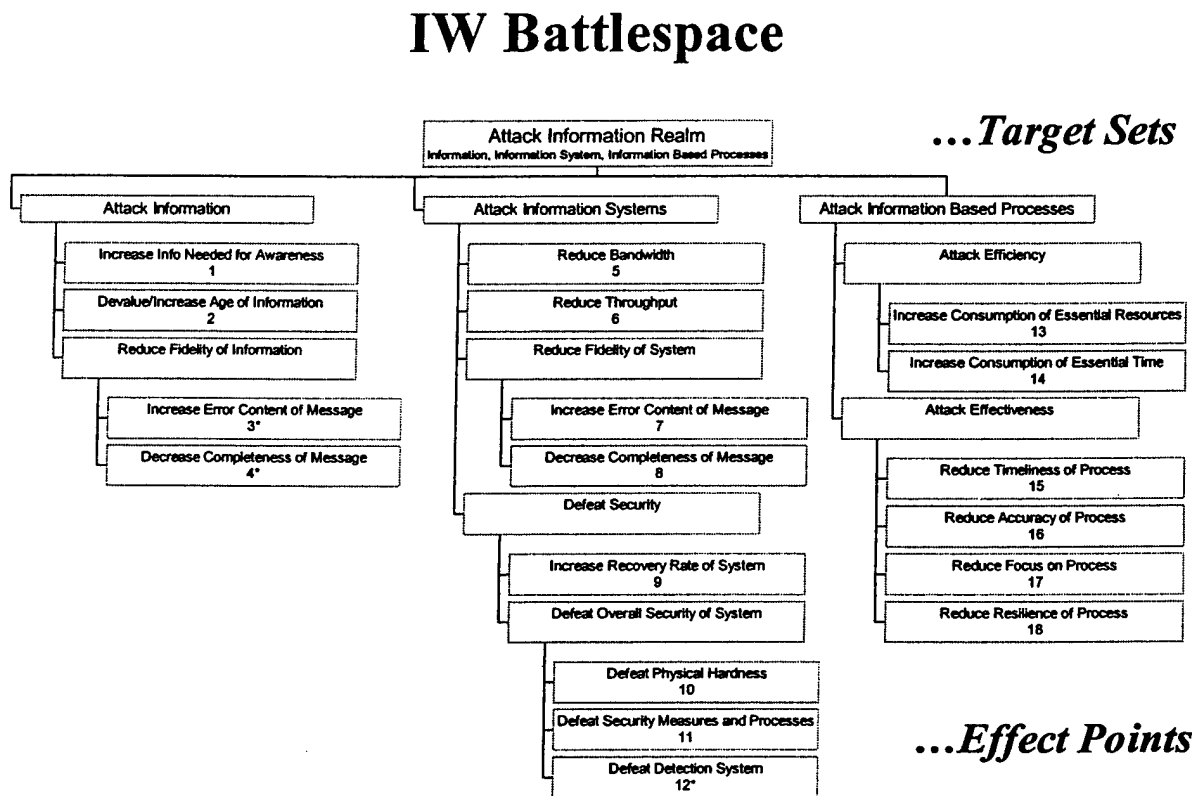 IW Battlespace
...Target Sets
Attack Information Realm
Information, Information System, Information Based Processes
Attack Information
Increase Info Needed for Awareness
1
Devalue/Increase Age of Information
2
Reduce Fidelity of Information
Increase Error Content of Message
3*
Decrease Completeness of Message
4*
Attack Information Systems
Reduce Bandwidth
5
Reduce Throughput
6
Reduce Fidelity of System
Increase Error Content of Message
7
Decrease Completeness of Message
8
Defeat Security
Increase Recovery Rate of System
9
Defeat Overall Security of System
Defeat Physical Hardness
10
Defeat Security Measures and Processes
11
Defeat Detection System
12*
Attack Information Based Processes
Attack Efficiency
Increase Consumption of Essential Resources
13
Increase Consumption of Essential Time
14
Attack Effectiveness
Reduce Timeliness of Process
15
Reduce Accuracy of Process
16
Reduce Focus on Process
17
Reduce Resilience of Process
18
...Effect Points